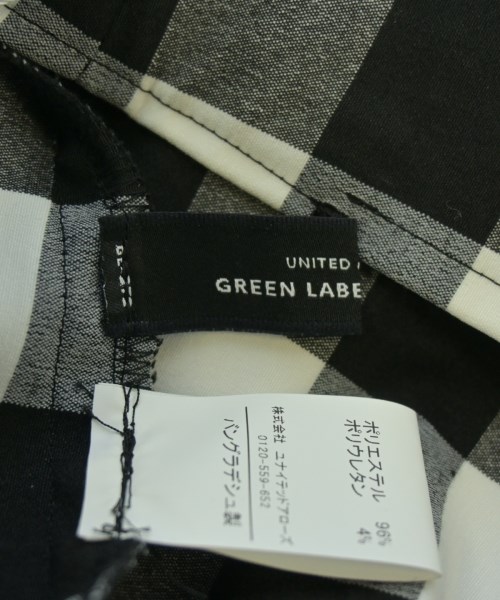 UNITED
GREEN LABE
ポリエステル 96%
ポリウレタン 4%
株式会社 ユナイテッドアローズ
0120-559-652
バングラデシュ製